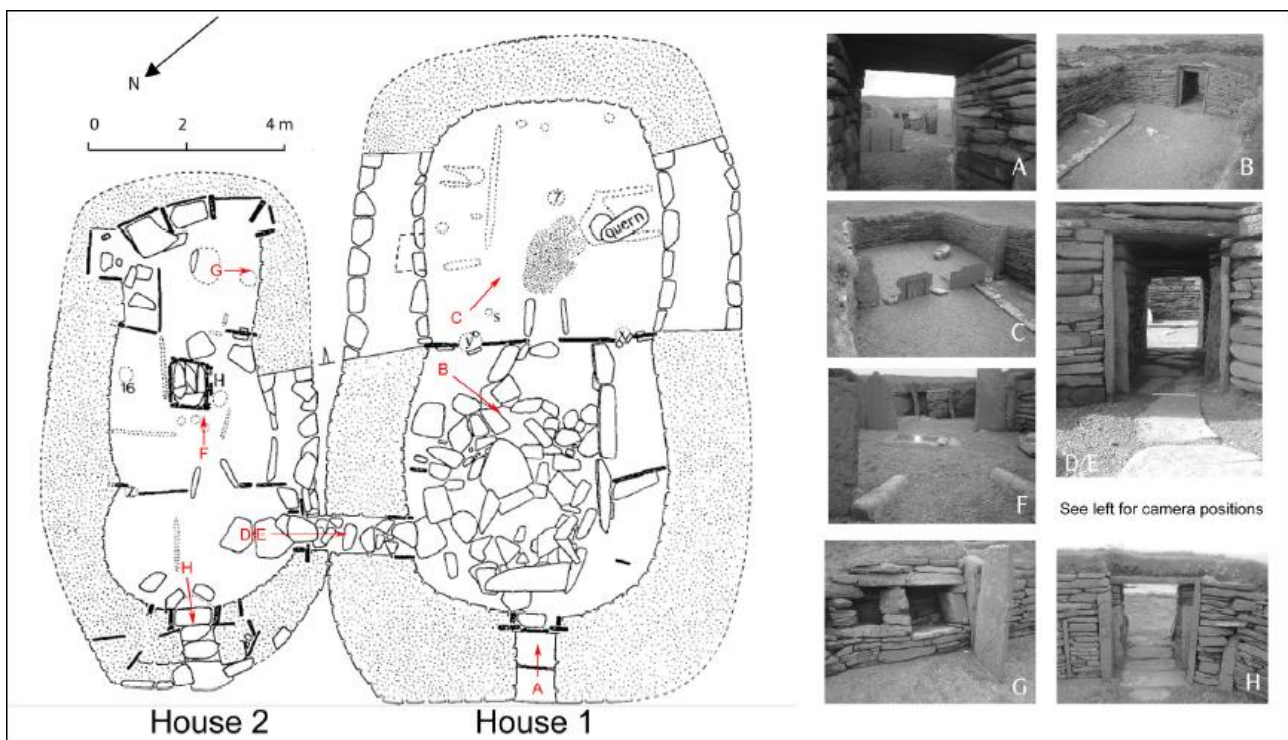 N
0 2 4 m
G
quern
7
C
S
V
V
16
H
B
F
Z
D/E
H
A
House 2
House 1
A
B
C
D/E
F
See left for camera positions
G
H